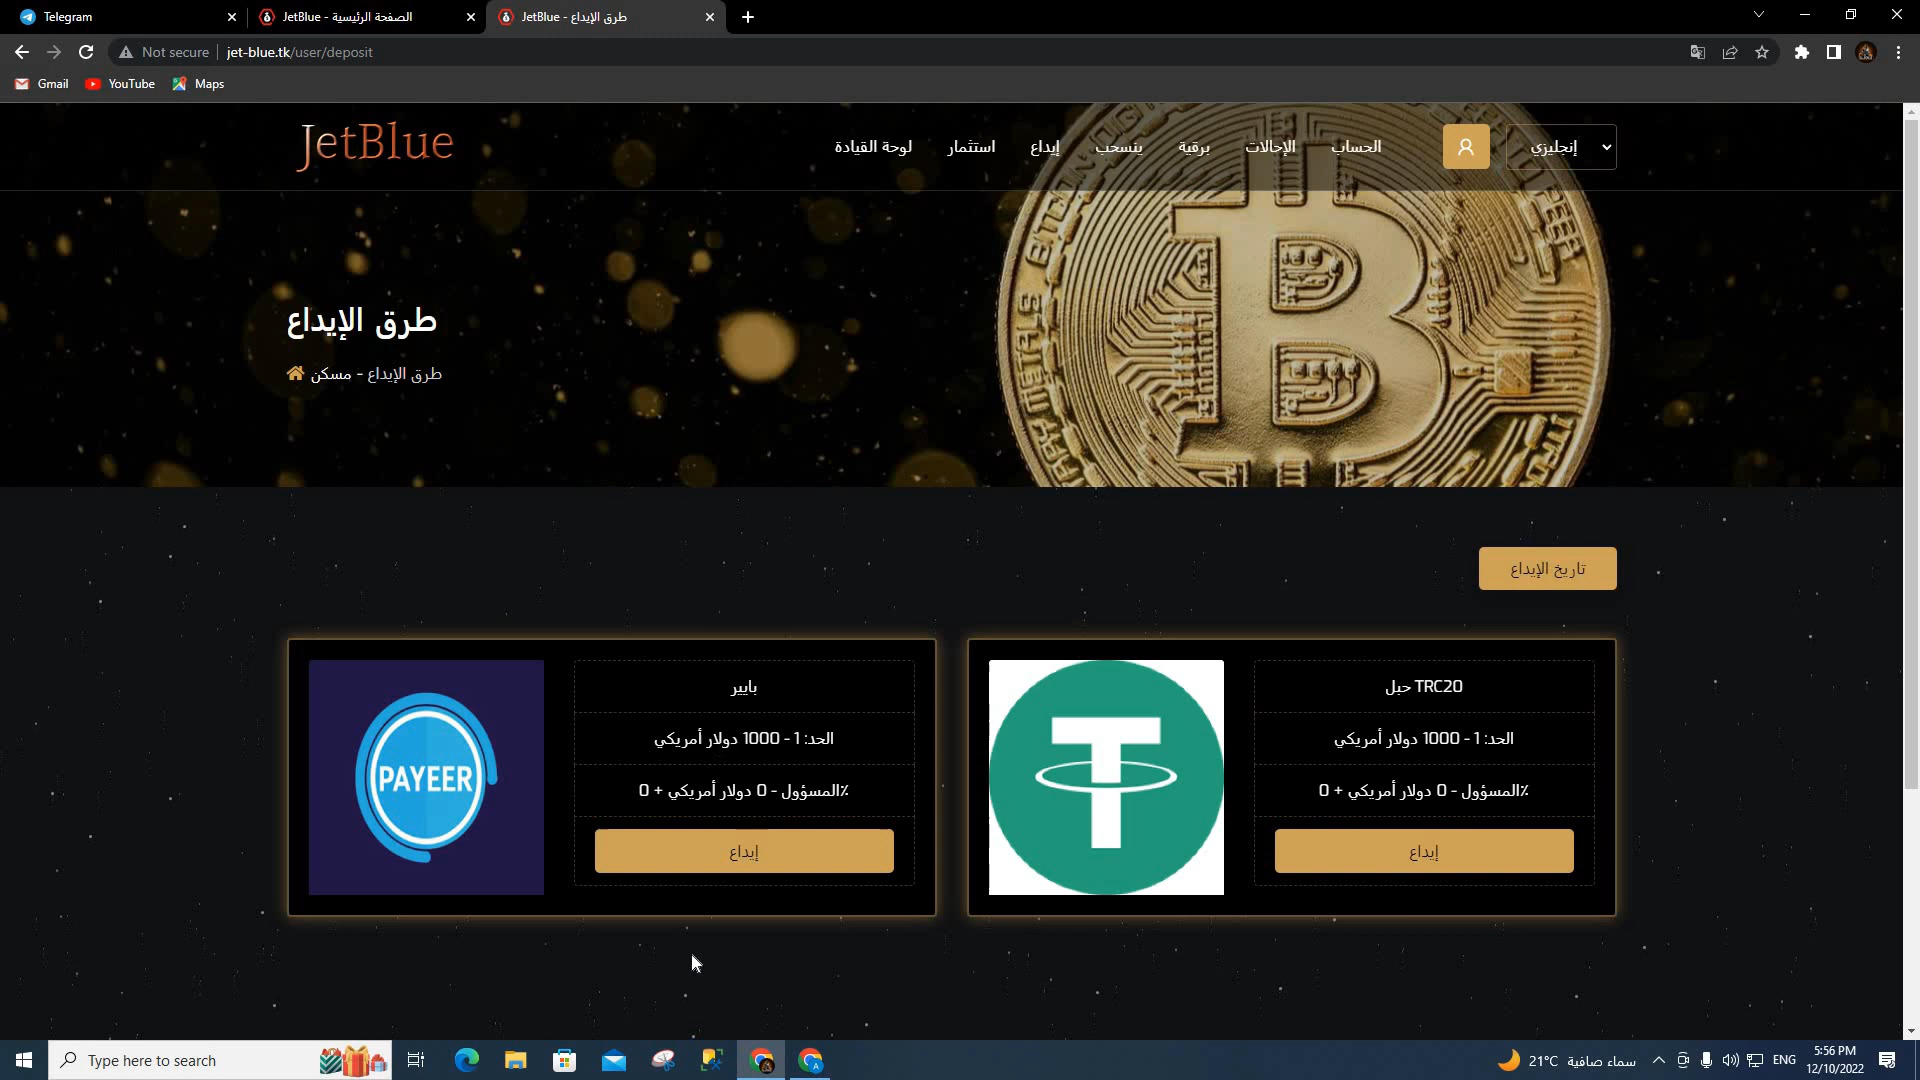 Telegram
JetBlue - الصفحة الرئيسية
JetBlue - طرق الإيداع
Not secure
jet-blue.tk/user/deposit
Gmail
YouTube
Maps
JetBlue
لوحة القيادة
استثمار
إيداع
ينسحب
برقية
الإحالات
الحساب
إنجليزي
طرق الإيداع
طرق الإيداع - مسكن
تاريخ الإيداع
PAYEER
بايير
الحد: 1 - 1000 دولار أمريكي
٪المسؤول - 0 دولار أمريكي + 0
إيداع
TRC20 حبل
الحد: 1 - 1000 دولار أمريكي
٪المسؤول - 0 دولار أمريكي + 0
إيداع
Type here to search
21°C سماء صافية
ENG
5:56 PM
12/10/2022